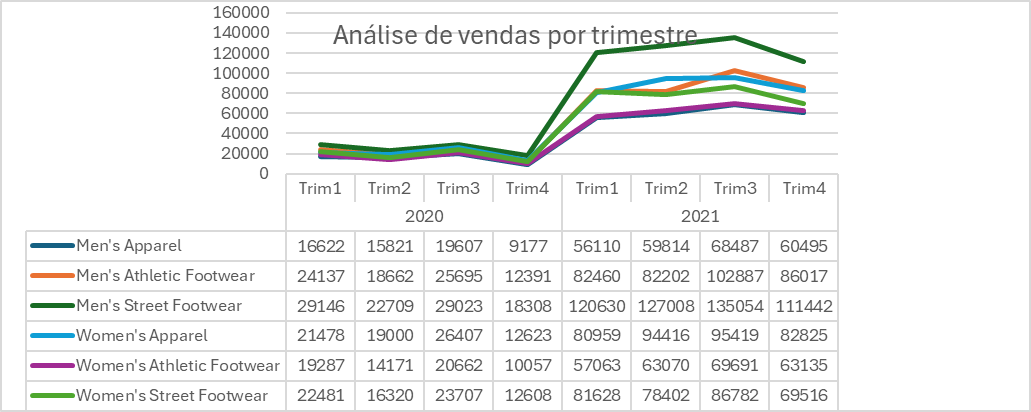 Análise de vendas por trimestre
160000
140000
120000
100000
80000
60000
40000
20000
0
Trim1 Trim2 Trim3 Trim4 Trim1 Trim2 Trim3 Trim4
2020 2021
Men's Apparel 16622 15821 19607 9177 56110 59814 68487 60495
Men's Athletic Footwear 24137 18662 25695 12391 82460 82202 102887 86017
Men's Street Footwear 29146 22709 29023 18308 120630 127008 135054 111442
Women's Apparel 21478 19000 26407 12623 80959 94416 95419 82825
Women's Athletic Footwear 19287 14171 20662 10057 57063 63070 69691 63135
Women's Street Footwear 22481 16320 23707 12608 81628 78402 86782 69516